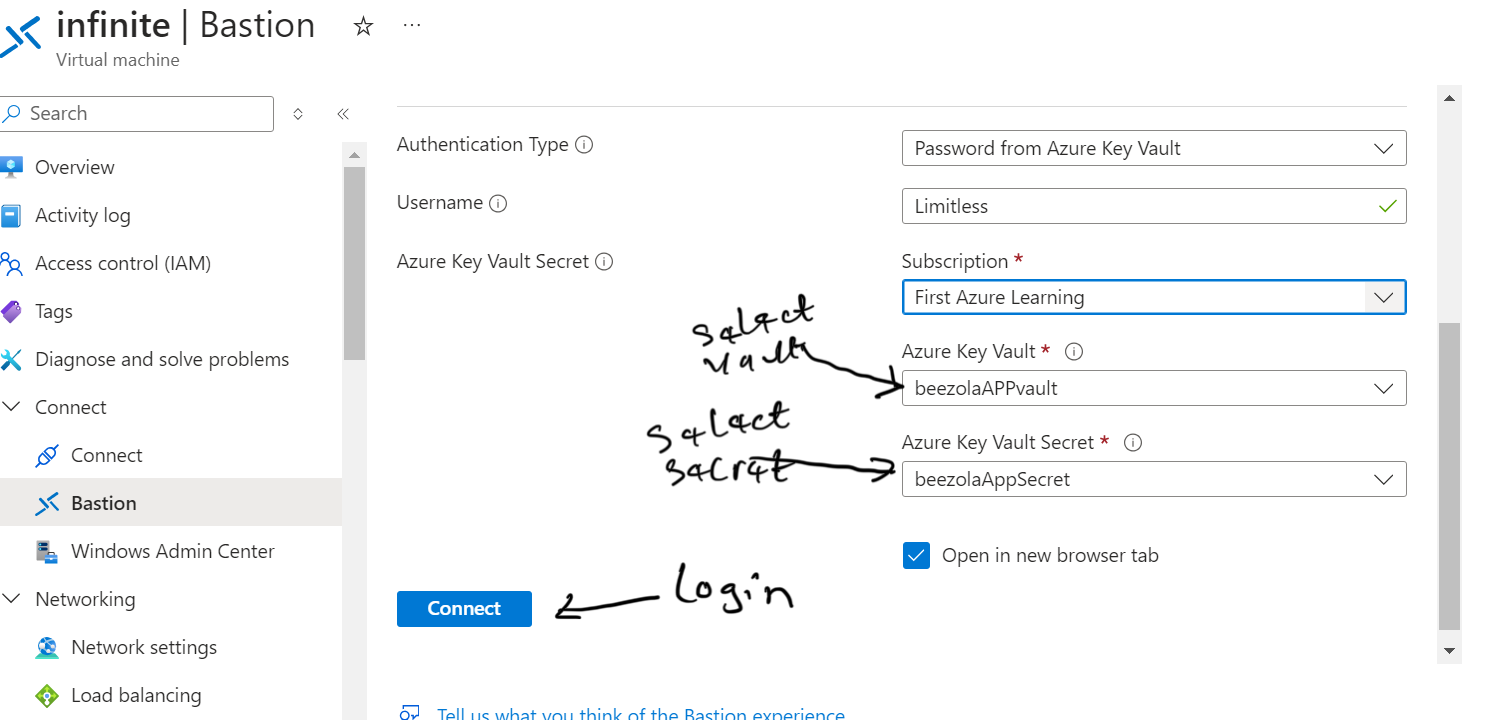 infinite | Bastion
Virtual machine
Search
Overview
Activity log
Access control (IAM)
Tags
Diagnose and solve problems
Connect
Connect
Bastion
Windows Admin Center
Networking
Network settings
Load balancing
Authentication Type
Password from Azure Key Vault
Username
Limitless
Azure Key Vault Secret
Subscription *
First Azure Learning
select
vault
Azure Key Vault *
beezolaAPPvault
select
secret
Azure Key Vault Secret *
beezolaAppSecret
Open in new browser tab
Connect
Login
Tell us what you think of the Bastion experience